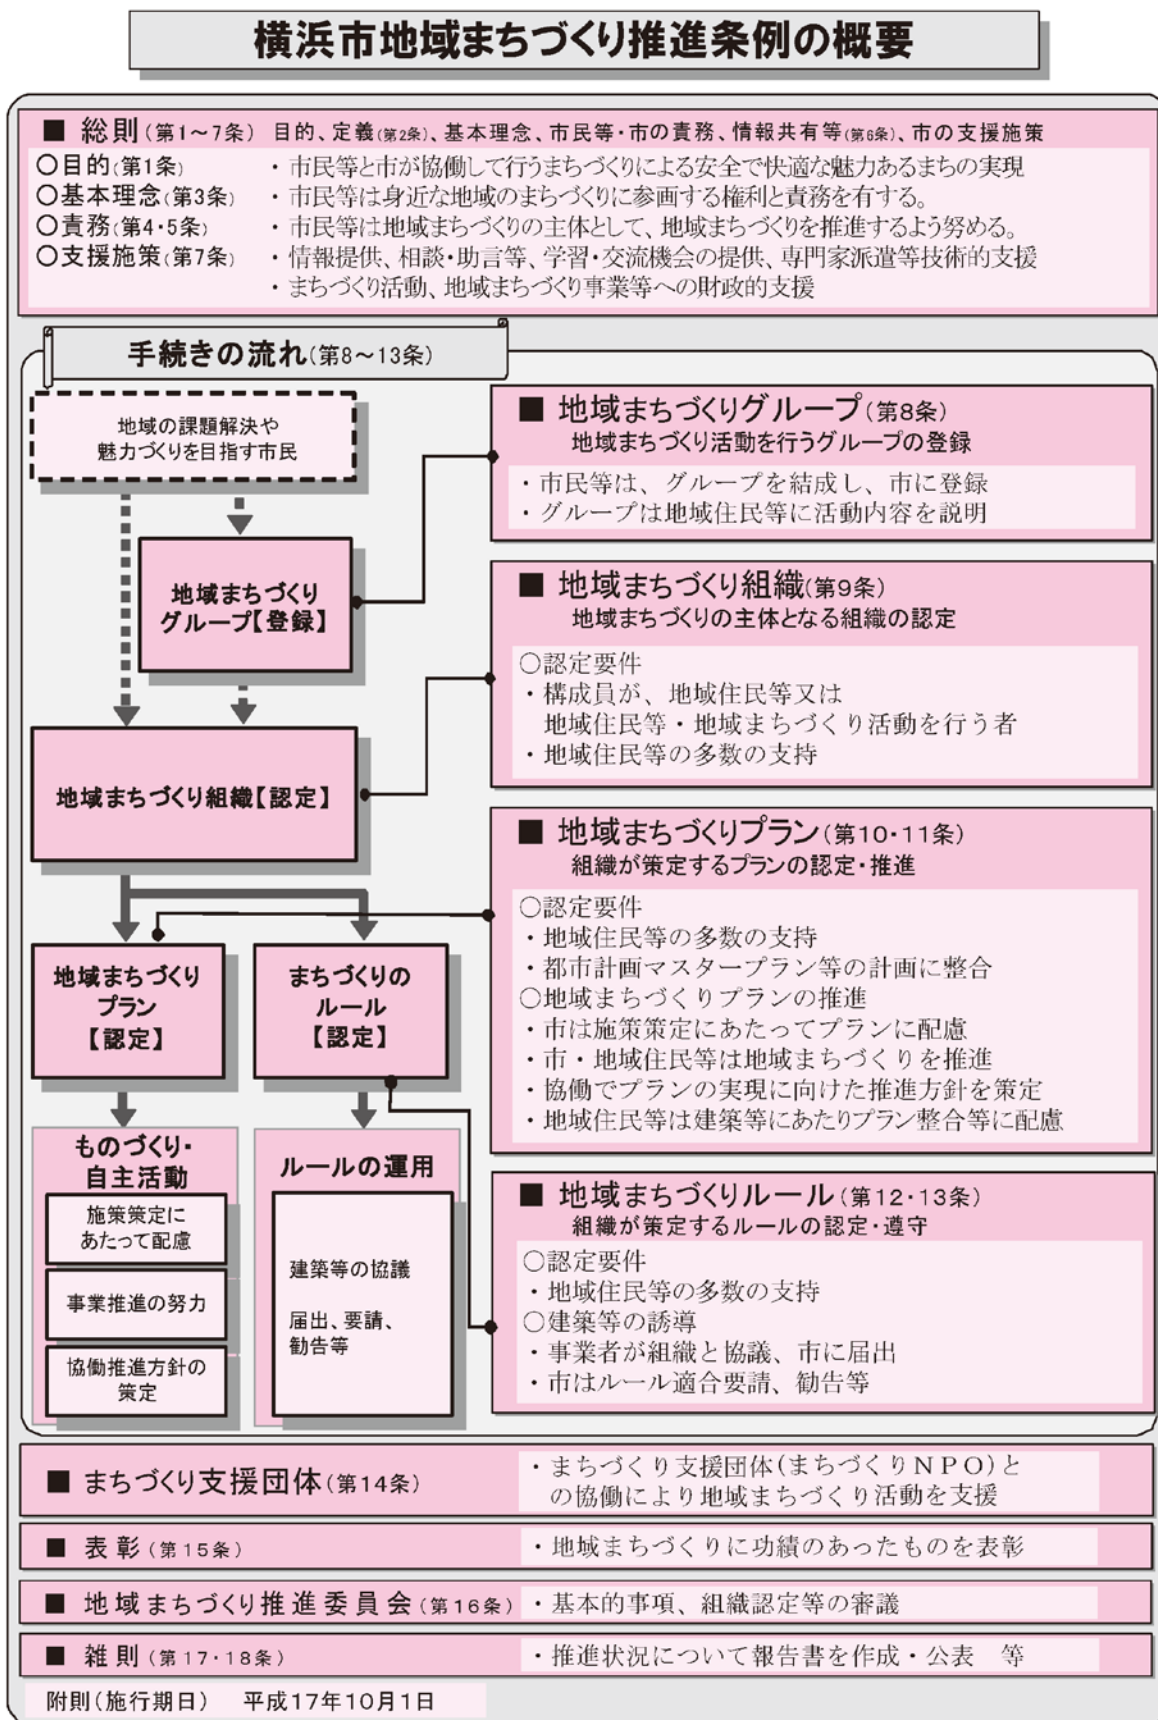 横浜市地域まちづくり推進条例の概要
■ 総則(第1～7条) 目的、定義(第2条)、基本理念、市民等・市の責務、情報共有等(第6条)、市の支援施策
○目的(第1条) ・市民等と市が協働して行うまちづくりによる安全で快適な魅力あるまちの実現
○基本理念(第3条) ・市民等は身近な地域のまちづくりに参画する権利と責務を有する。
○責務(第4・5条) ・市民等は地域まちづくりの主体として、地域まちづくりを推進するよう努める。
○支援施策(第7条) ・情報提供、相談・助言等、学習・交流機会の提供、専門家派遣等技術的支援
・まちづくり活動、地域まちづくり事業等への財政的支援
手続きの流れ(第8～13条)
地域の課題解決や
魅力づくりを目指す市民
地域まちづくり
グループ【登録】
地域まちづくり組織【認定】
地域まちづくり
プラン
【認定】
まちづくりの
ルール
【認定】
ものづくり・
自主活動
施策策定に
あたって配慮
事業推進の努力
協働推進方針の
策定
ルールの運用
建築等の協議
届出、要請、
勧告等
■ 地域まちづくりグループ(第8条)
地域まちづくり活動を行うグループの登録
・市民等は、グループを結成し、市に登録
・グループは地域住民等に活動内容を説明
■ 地域まちづくり組織(第9条)
地域まちづくりの主体となる組織の認定
○認定要件
・構成員が、地域住民等又は
地域住民等・地域まちづくり活動を行う者
・地域住民等の多数の支持
■ 地域まちづくりプラン(第10・11条)
組織が策定するプランの認定・推進
○認定要件
・地域住民等の多数の支持
・都市計画マスタープラン等の計画に整合
○地域まちづくりプランの推進
・市は施策策定にあたってプランに配慮
・市・地域住民等は地域まちづくりを推進
・協働でプランの実現に向けた推進方針を策定
・地域住民等は建築等にあたりプラン整合等に配慮
■ 地域まちづくりルール(第12・13条)
組織が策定するルールの認定・遵守
○認定要件
・地域住民等の多数の支持
○建築等の誘導
・事業者が組織と協議、市に届出
・市はルール適合要請、勧告等
■ まちづくり支援団体(第14条) ・まちづくり支援団体(まちづくりNPO)と
の協働により地域まちづくり活動を支援
■ 表彰(第15条) ・地域まちづくりに功績のあったものを表彰
■ 地域まちづくり推進委員会(第16条) ・基本的事項、組織認定等の審議
■ 雑則(第17・18条) ・推進状況について報告書を作成・公表 等
附則(施行期日) 平成17年10月1日